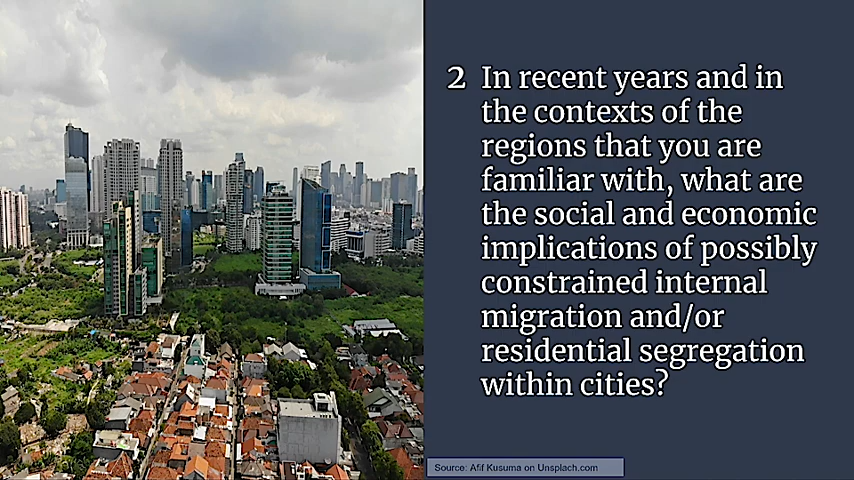 2 In recent years and in
the contexts of the
regions that you are
familiar with, what are
the social and economic
implications of possibly
constrained internal
migration and/or
residential segregation
within cities?
Source: Afif Kusuma on Unsplach.com